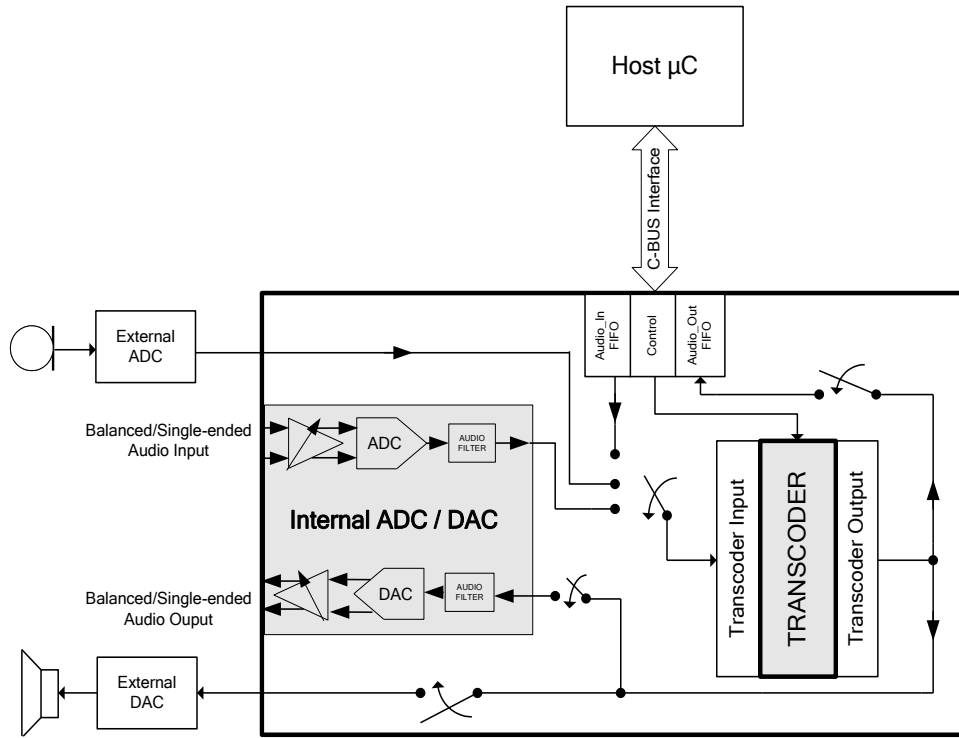 Host µC
C-BUS Interface
Audio_In
FIFO
Control
Audio_Out
FIFO
External
ADC
Balanced/Single-ended
Audio Input
ADC
AUDIO
FILTER
Internal ADC / DAC
Transcoder Input
TRANSCODER
Transcoder Output
Balanced/Single-ended
Audio Ouput
DAC
AUDIO
FILTER
External
DAC